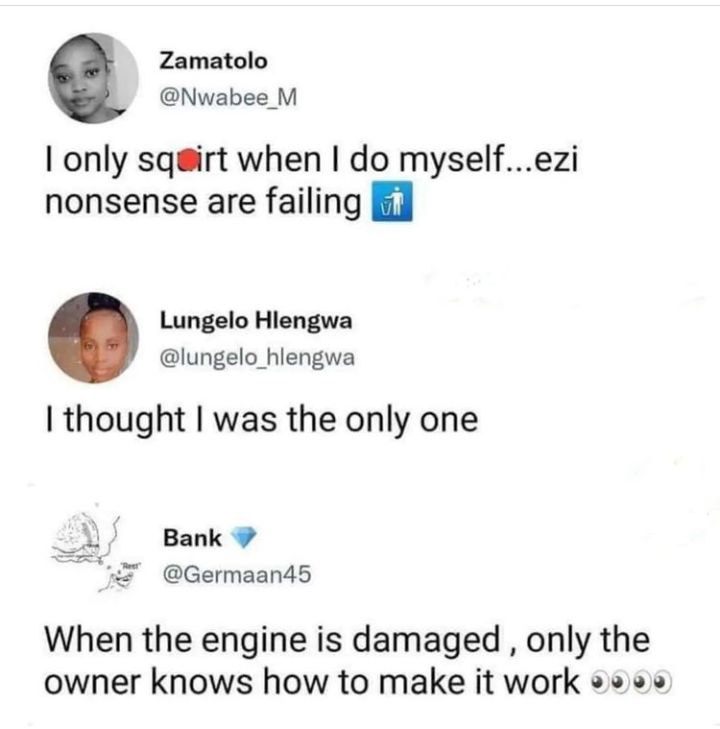 Zamatolo
@Nwabee_M
I only sq🔴irt when I do myself...ezi
nonsense are failing 🚮
Lungelo Hlengwa
@lungelo_hlengwa
I thought I was the only one
Bank 💎
@Germaan45
"Rest"
When the engine is damaged , only the
owner knows how to make it work 👀👀